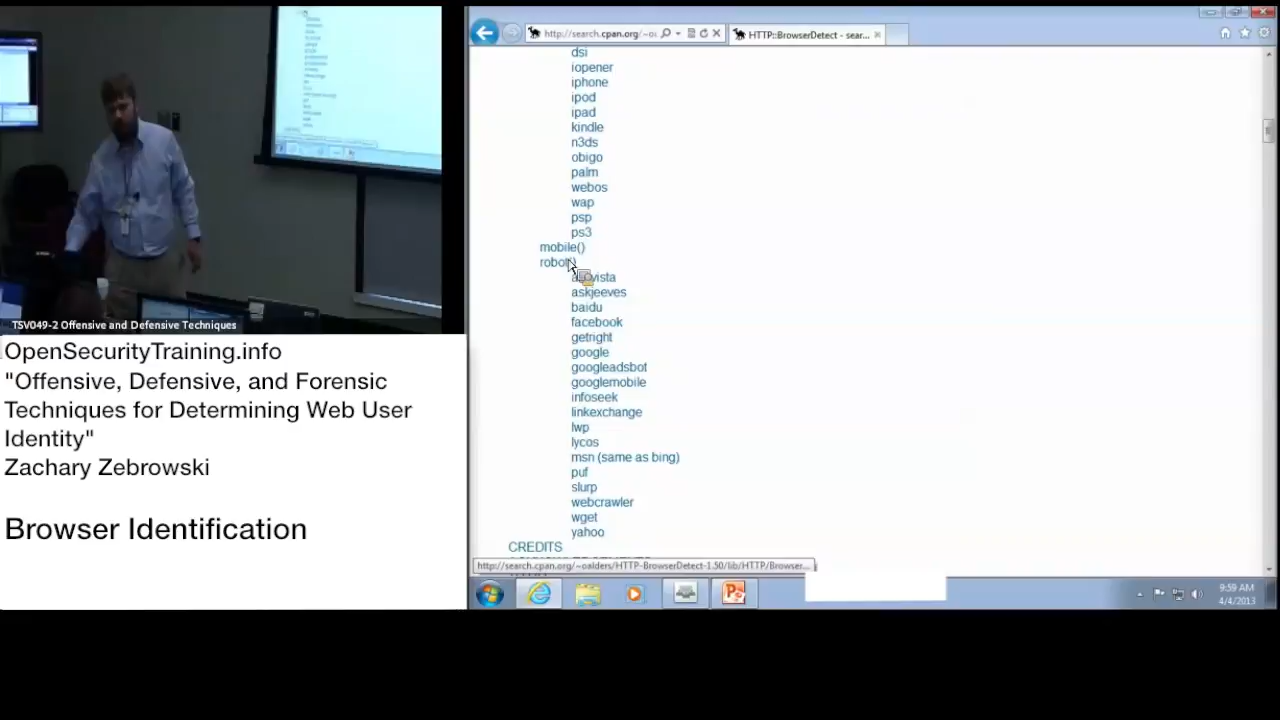 http://search.cpan.org/~oa
HTTP::BrowserDetect - sear...
dsi
iopener
iphone
ipod
ipad
kindle
n3ds
obigo
palm
webos
wap
psp
ps3
mobile()
robot()
askjeeves
baidu
facebook
getright
google
googleadsbot
googlemobile
infoseek
linkexchange
lwp
lycos
msn (same as bing)
puf
slurp
webcrawler
wget
yahoo
CREDITS
http://search.cpan.org/~oalders/HTTP-BrowserDetect-1.50/lib/HTTP/Browser...
9:59 AM
4/4/2013
TSV049-2 Offensive and Defensive Techniques
OpenSecurityTraining.info
"Offensive, Defensive, and Forensic
Techniques for Determining Web User
Identity"
Zachary Zebrowski
Browser Identification